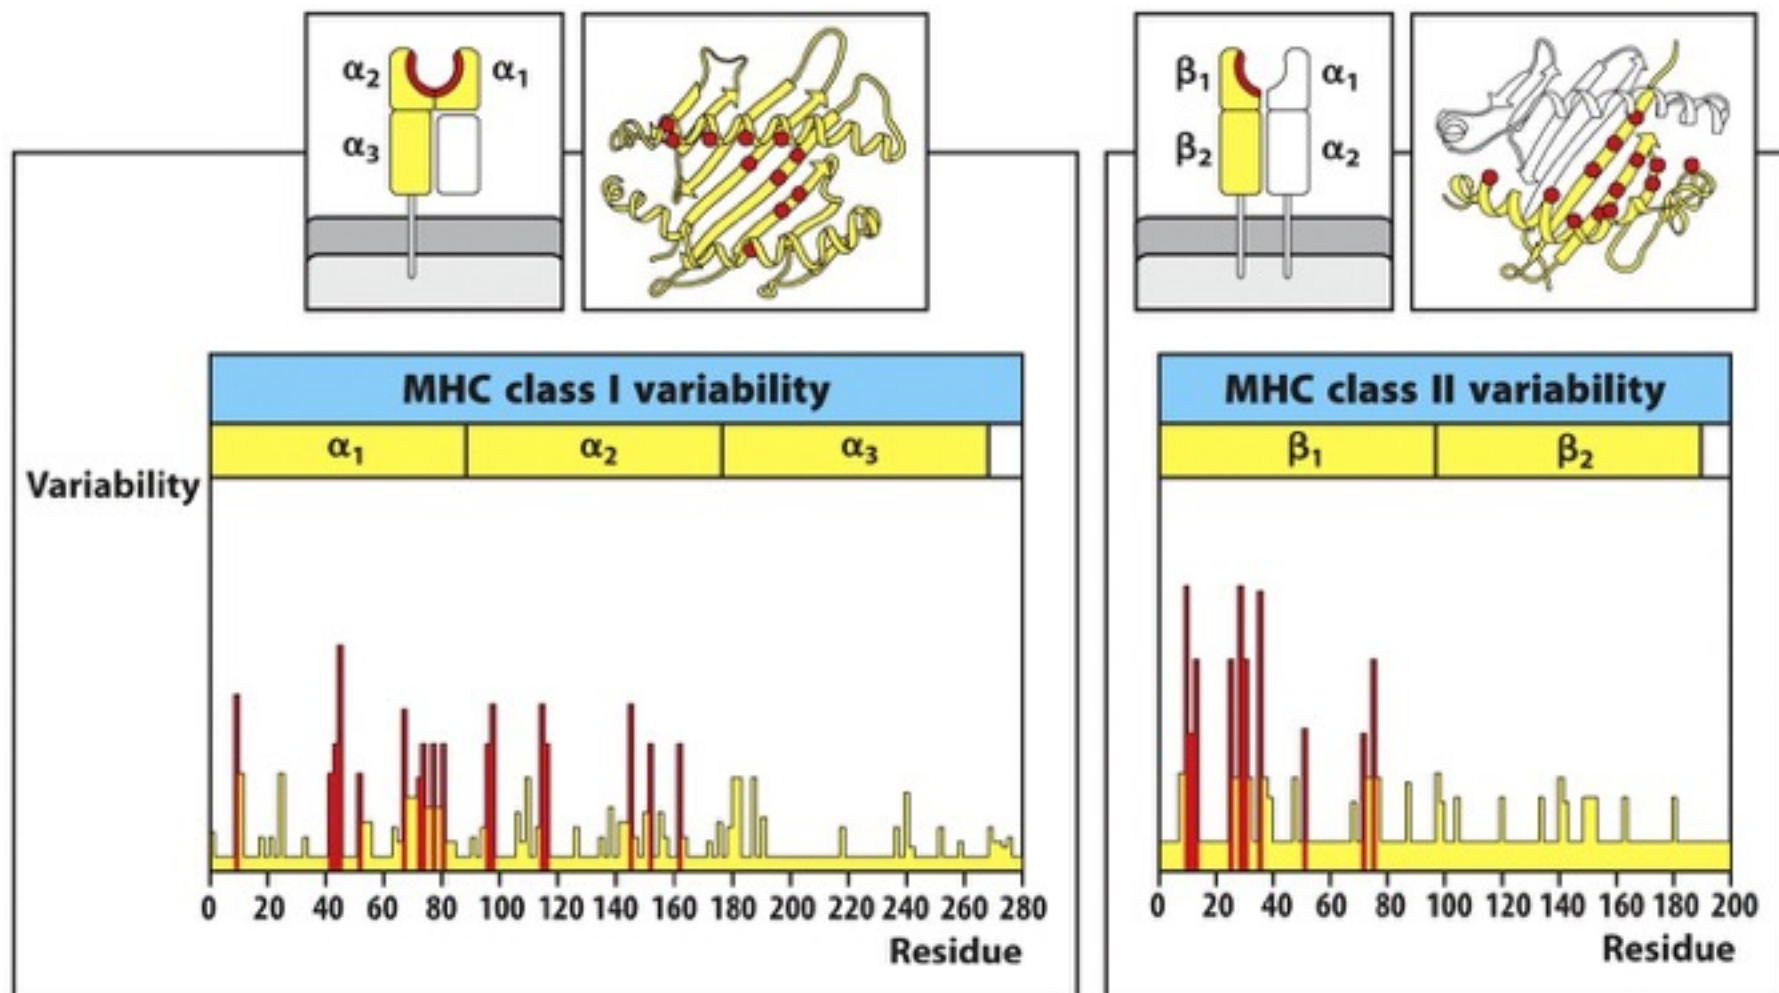 α₂ α₁
α₃
β₁ α₁
β₂ α₂
MHC class I variability
α₁ α₂ α₃
Variability
0 20 40 60 80 100 120 140 160 180 200 220 240 260 280
Residue
MHC class II variability
β₁ β₂
0 20 40 60 80 100 120 140 160 180 200
Residue